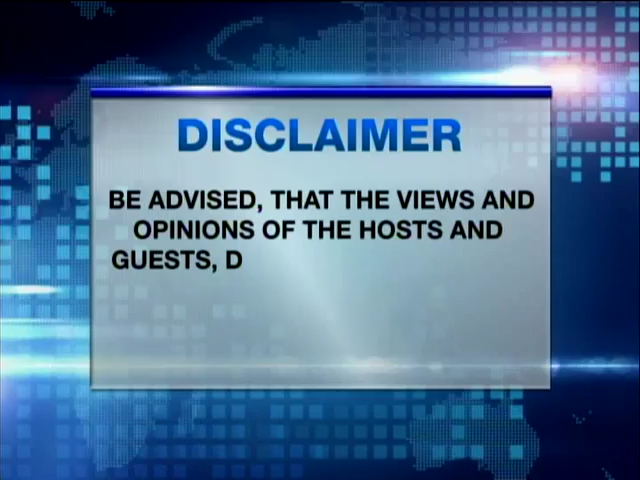 DISCLAIMER
BE ADVISED, THAT THE VIEWS AND
OPINIONS OF THE HOSTS AND
GUESTS, D